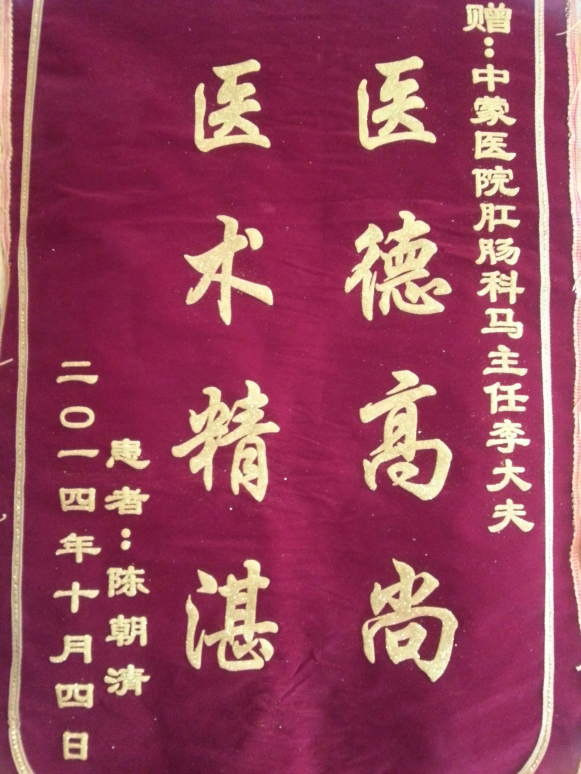 赠：中蒙医院肛肠科马主任李大夫
医德高尚
医术精湛
患者：陈朝清
二〇一四年十月四日